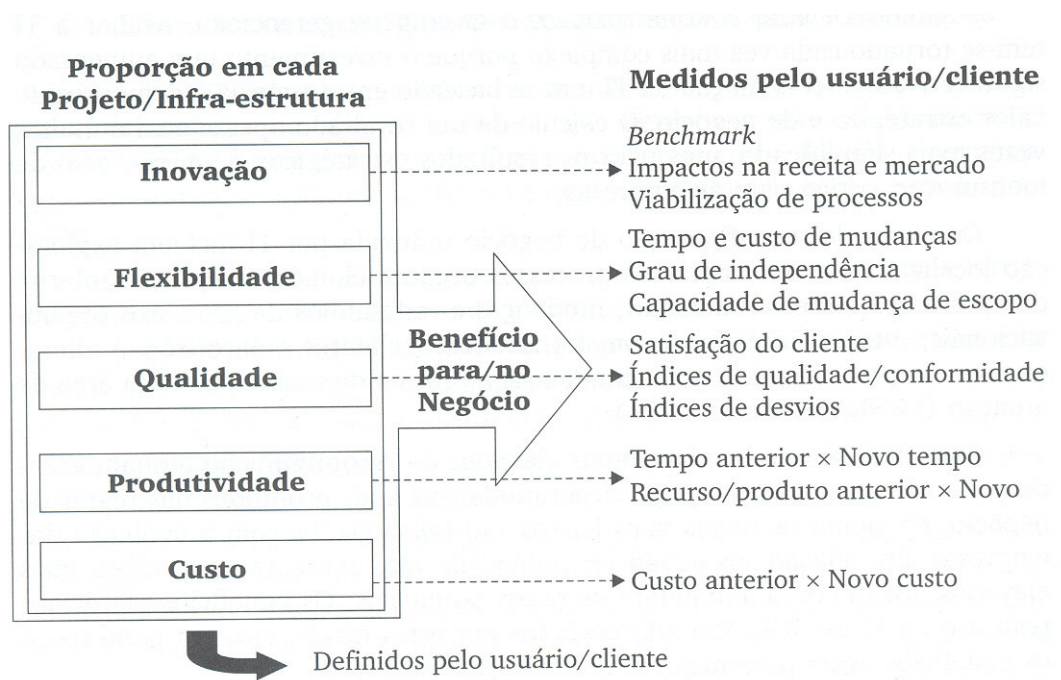 Proporção em cada
Projeto/Infra-estrutura
Medidos pelo usuário/cliente
Inovação
Benchmark
Impactos na receita e mercado
Viabilização de processos
Flexibilidade
Tempo e custo de mudanças
Grau de independência
Capacidade de mudança de escopo
Benefício
para/no
Negócio
Qualidade
Satisfação do cliente
Índices de qualidade/conformidade
Índices de desvios
Produtividade
Tempo anterior × Novo tempo
Recurso/produto anterior × Novo
Custo
Custo anterior × Novo custo
Definidos pelo usuário/cliente